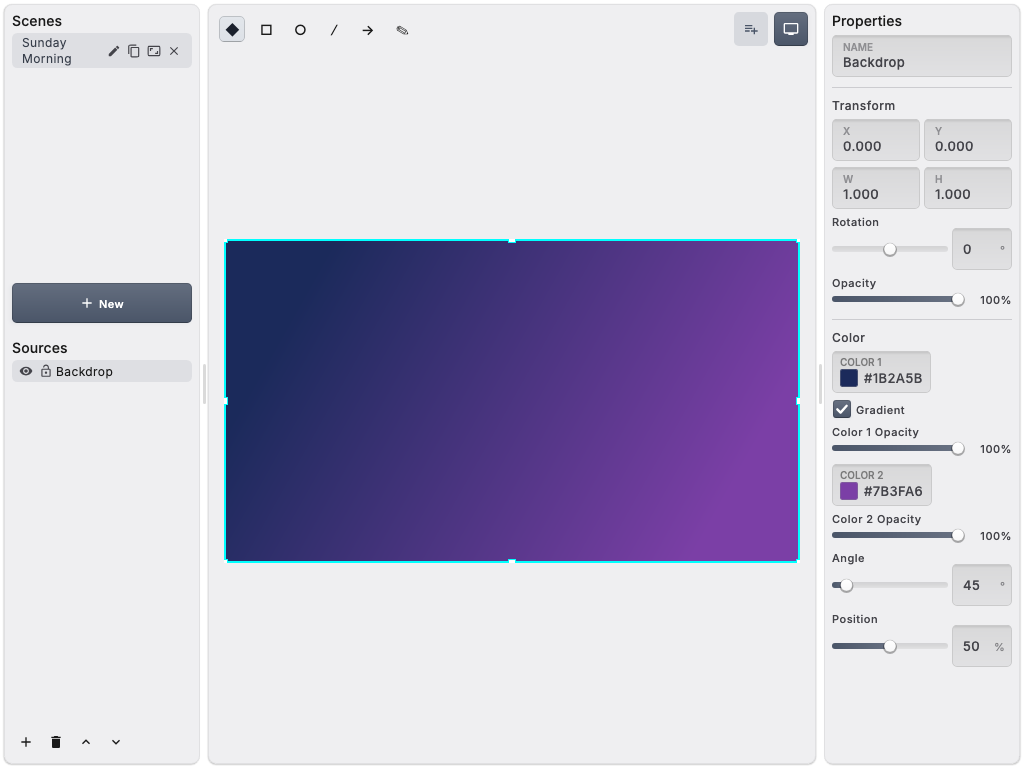 Scenes
Sunday
Morning
New
Sources
Backdrop
Properties
NAME
Backdrop
Transform
X
0.000
Y
0.000
W
1.000
H
1.000
Rotation
0 °
Opacity
100%
Color
COLOR 1
#1B2A5B
Gradient
Color 1 Opacity
100%
COLOR 2
#7B3FA6
Color 2 Opacity
100%
Angle
45 °
Position
50 %